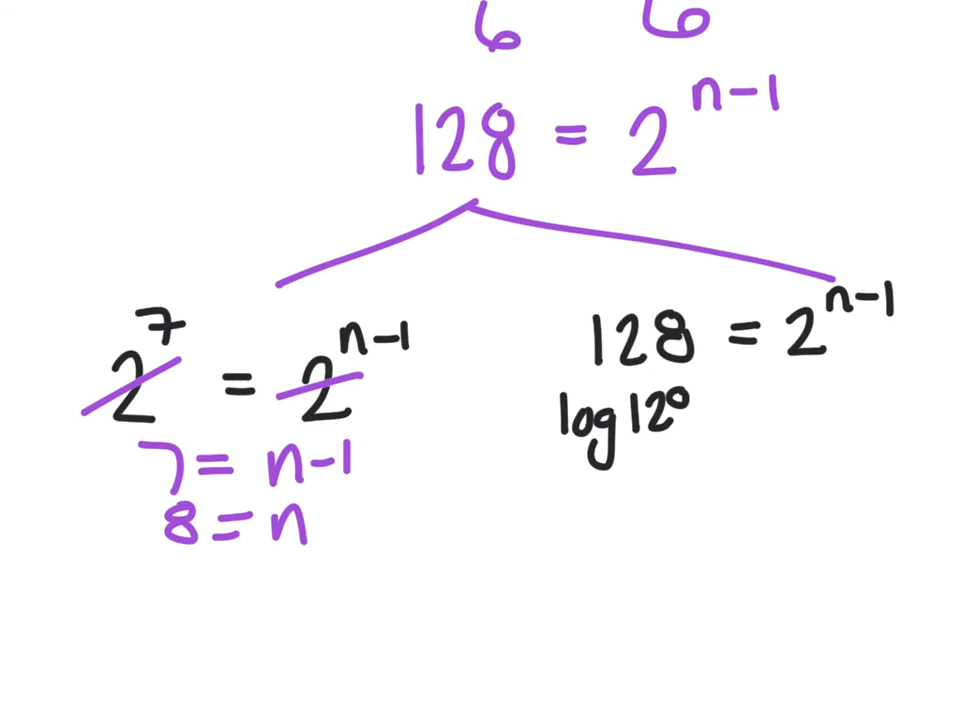 6 6
128 = 2^{n-1}
2^7 = 2^{n-1}
7 = n-1
8 = n
128 = 2^{n-1}
log 12